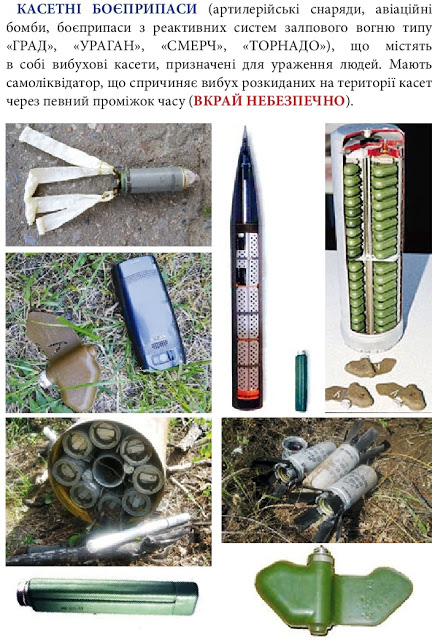 КАСЕТНІ БОЄПРИПАСИ (артилерійські снаряди, авіаційні
бомби, боєприпаси з реактивних систем залпового вогню типу
«ГРАД», «УРАГАН», «СМЕРЧ», «ТОРНАДО»), що містять
в собі вибухові касети, призначені для ураження людей. Мають
самоліквідатор, що спричиняє вибух розкиданих на території касет
через певний проміжок часу (ВКРАЙ НЕБЕЗПЕЧНО).